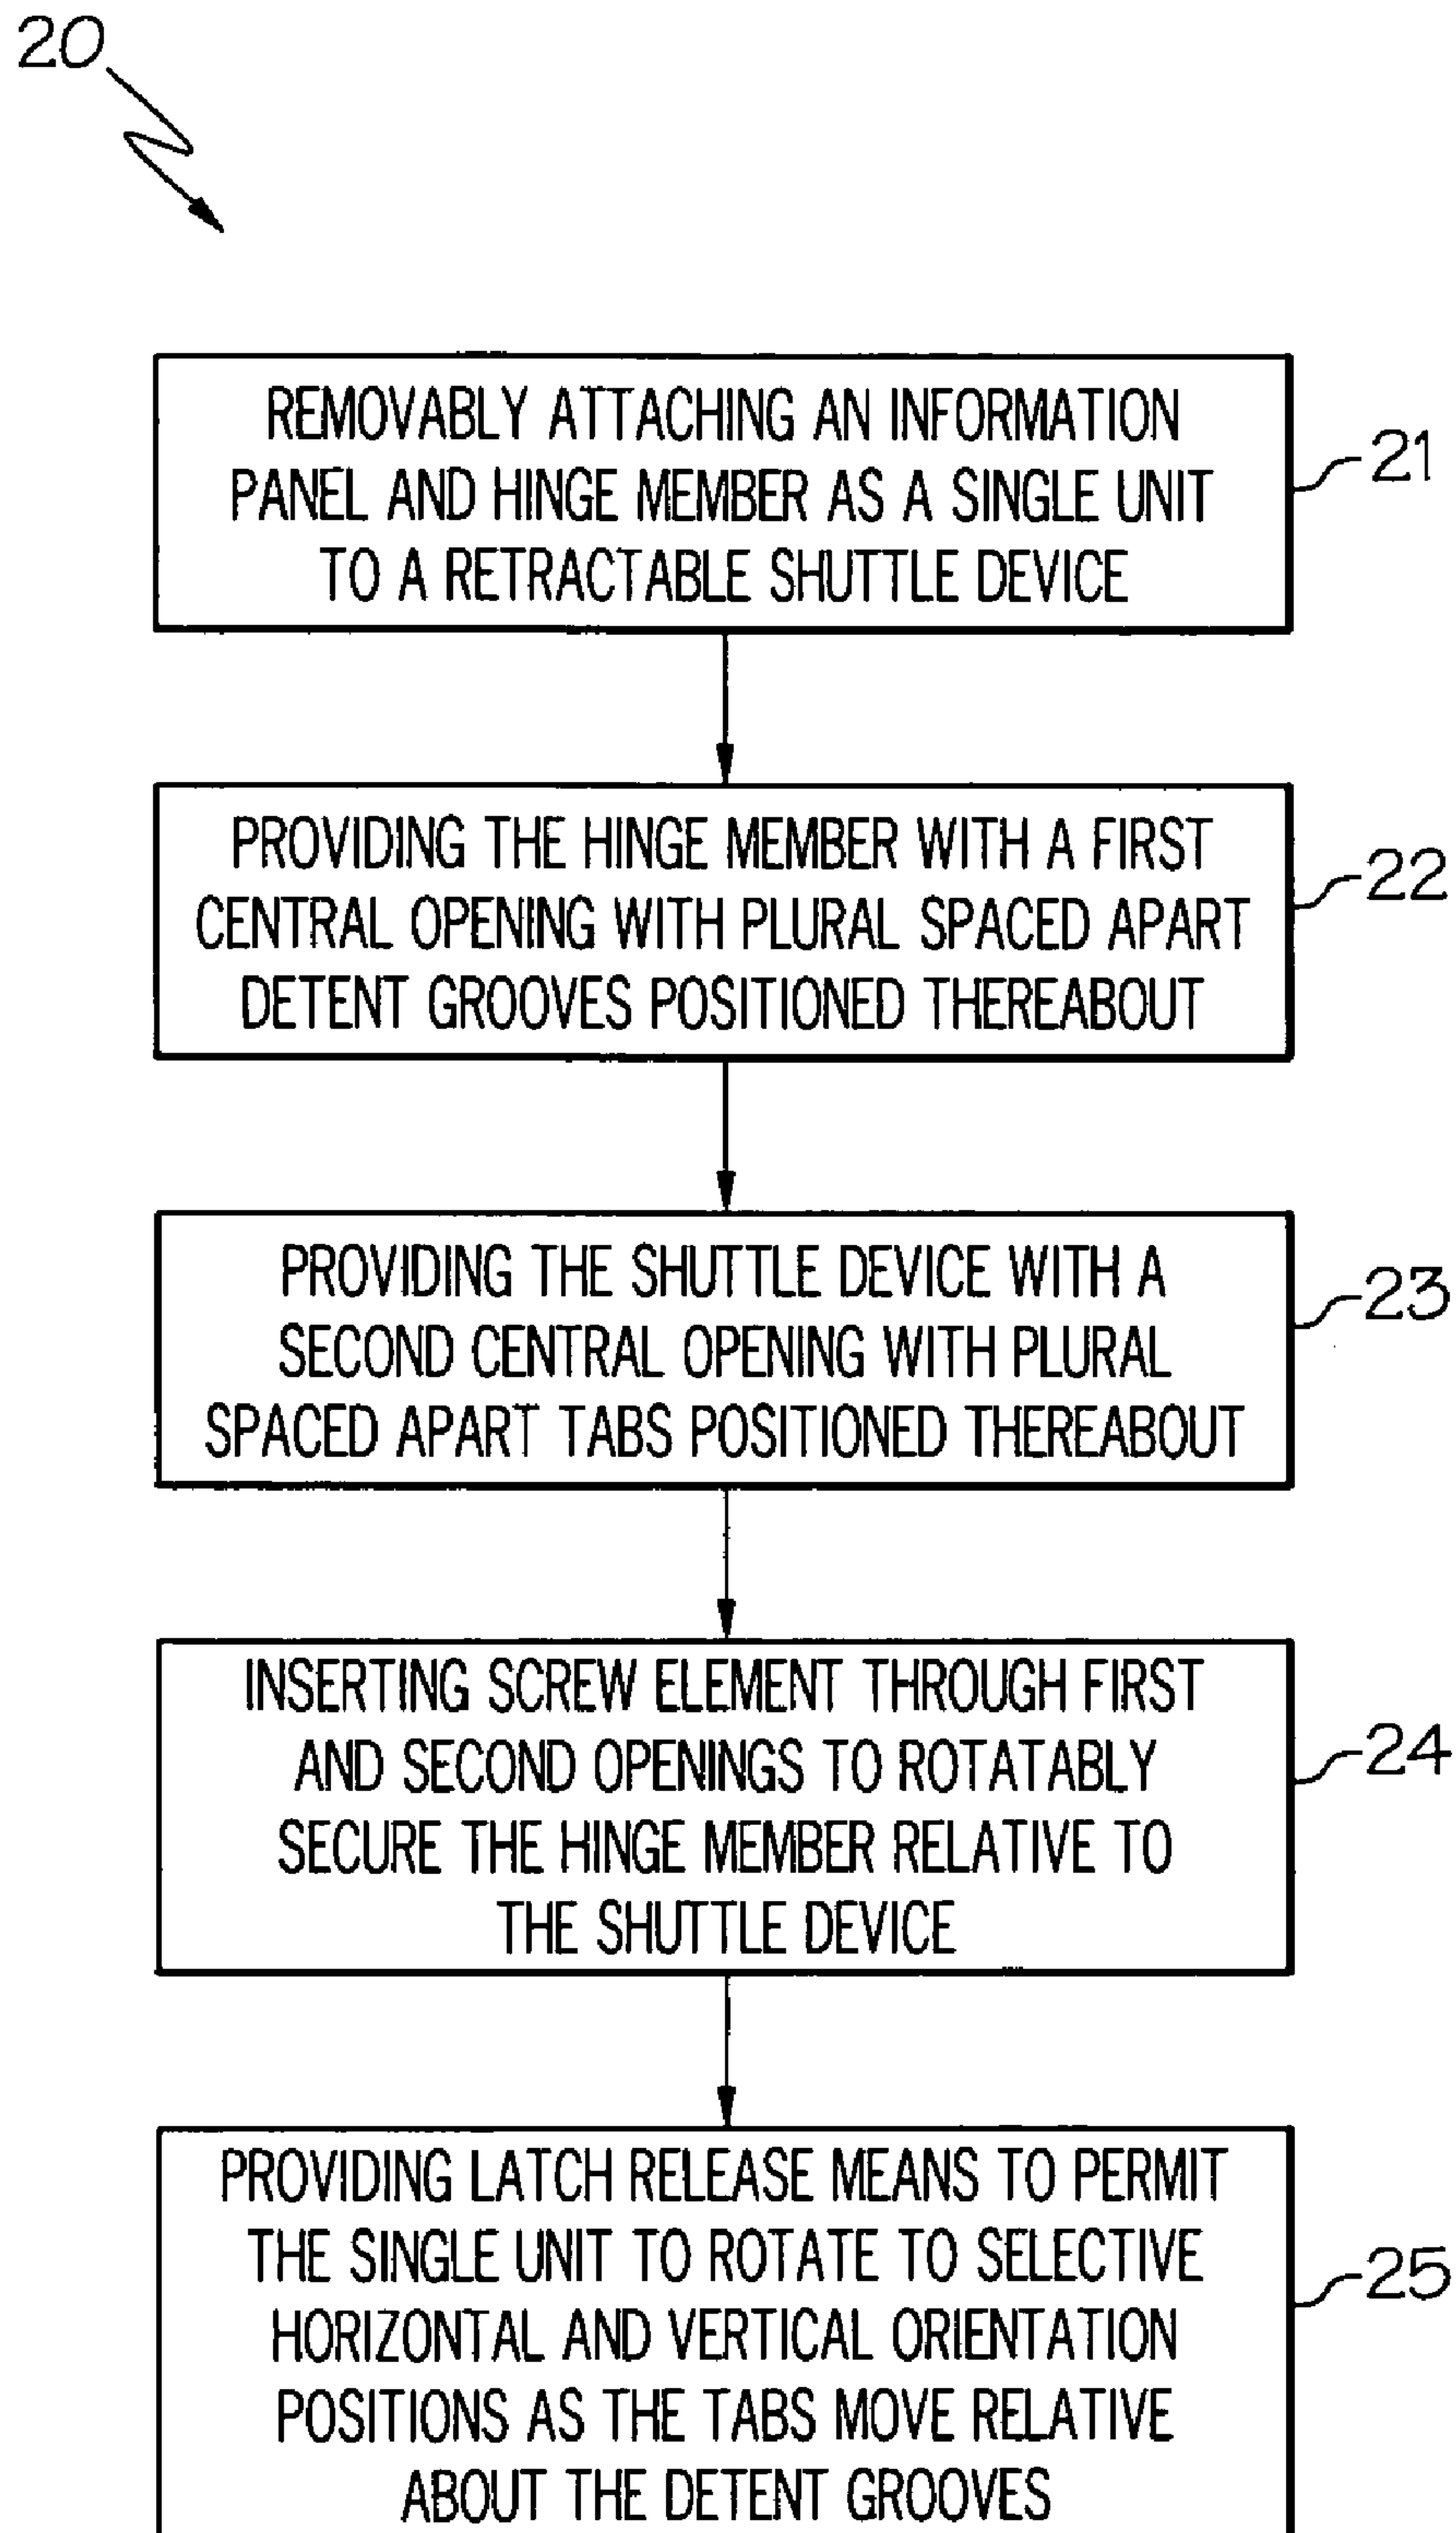 20
REMOVABLY ATTACHING AN INFORMATION
PANEL AND HINGE MEMBER AS A SINGLE UNIT
TO A RETRACTABLE SHUTTLE DEVICE
21
PROVIDING THE HINGE MEMBER WITH A FIRST
CENTRAL OPENING WITH PLURAL SPACED APART
DETENT GROOVES POSITIONED THEREABOUT
22
PROVIDING THE SHUTTLE DEVICE WITH A
SECOND CENTRAL OPENING WITH PLURAL
SPACED APART TABS POSITIONED THEREABOUT
23
INSERTING SCREW ELEMENT THROUGH FIRST
AND SECOND OPENINGS TO ROTATABLY
SECURE THE HINGE MEMBER RELATIVE TO
THE SHUTTLE DEVICE
24
PROVIDING LATCH RELEASE MEANS TO PERMIT
THE SINGLE UNIT TO ROTATE TO SELECTIVE
HORIZONTAL AND VERTICAL ORIENTATION
POSITIONS AS THE TABS MOVE RELATIVE
ABOUT THE DETENT GROOVES
25